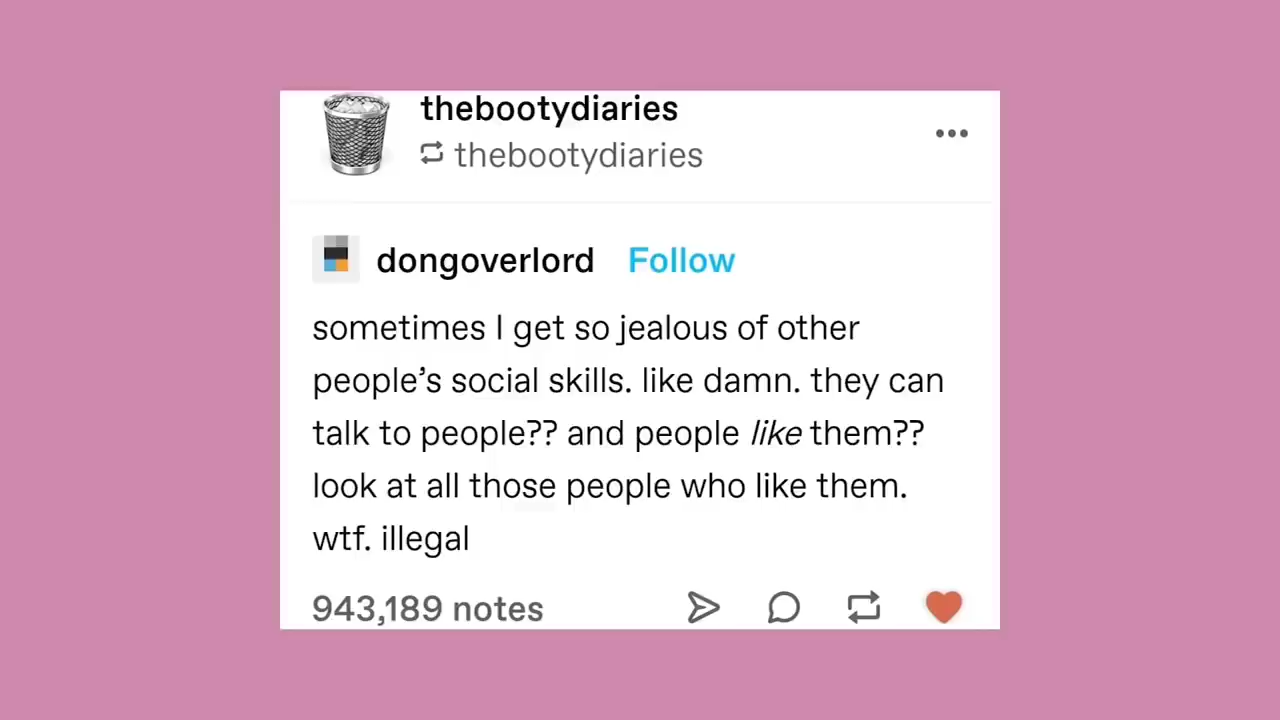 thebootydiaries
thebootydiaries
dongoverlord Follow
sometimes I get so jealous of other
people’s social skills. like damn. they can
talk to people?? and people like them??
look at all those people who like them.
wtf. illegal
943,189 notes